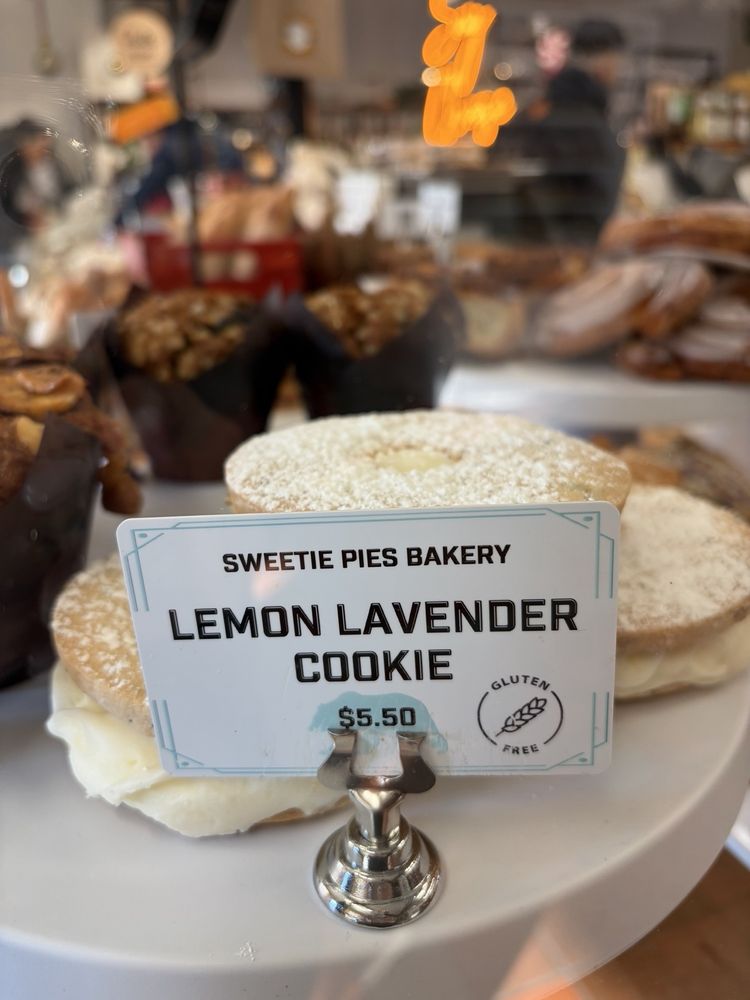 SWEETIE PIES BAKERY
LEMON LAVENDER
COOKIE
$5.50
GLUTEN
FREE